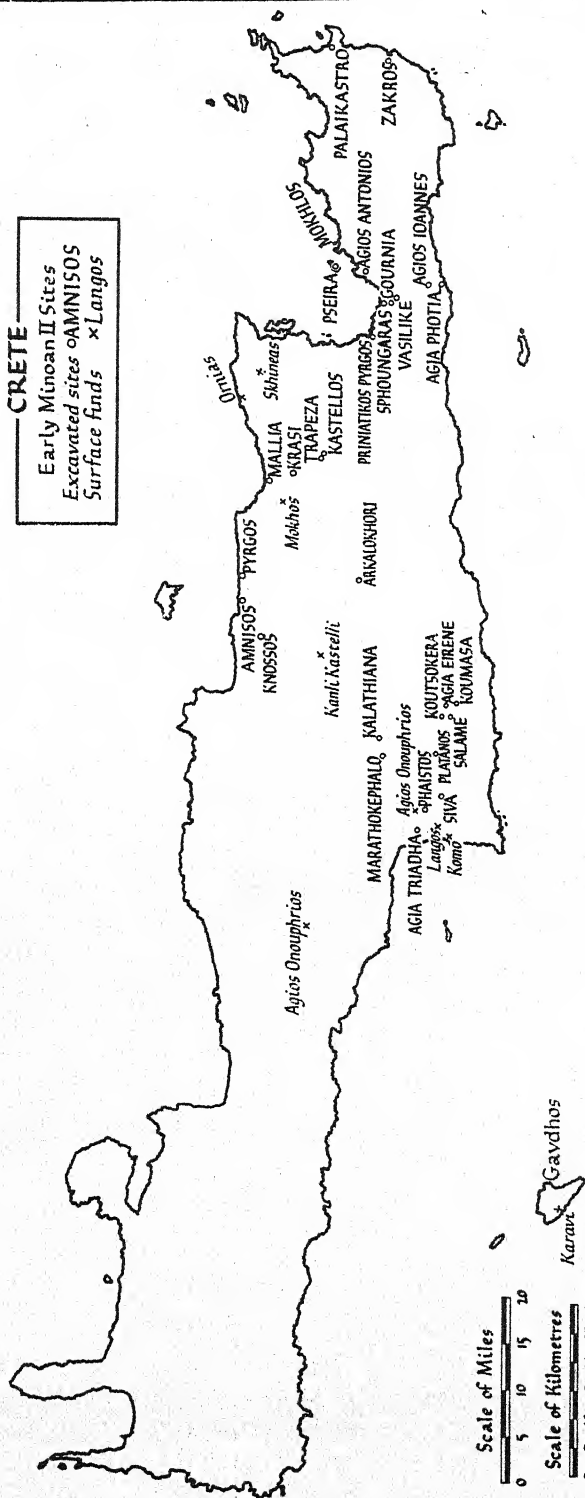 CRETE
Early Minoan II Sites
Excavated sites o AMNISOS
Surface finds x Langos
Ornias
Skhineas
MOKHLOS
PALAIKASTRO
ZAKROS
PSEIRA
AGIOS ANTONIOS
GOURNIA
AGIOS IOANNES
MALLIA
KRASI
TRAPEZA
KASTELLOS
PRINIATIKOS PYRGOS
SPHOUNGARAS
VASILIKE
AGIA PHOTIA
PYRGOS
Mokhos
ARKALOKHORI
AMNISOS
KNOSSOS
Kanli Kastelli
KALATHIANA
MARATHOKEPHALO
Agios Onouphrios
KOUTSOKERA
AGIA EIRENE
KOUMASA
PHAISTOS
PLATANOS
SALAME
AGIA TRIADHA
Langos
Komo
SIVA
Agios Onouphrios
Gavdhos
Karavi
Scale of Miles
0 5 10 15 20
Scale of Kilometres